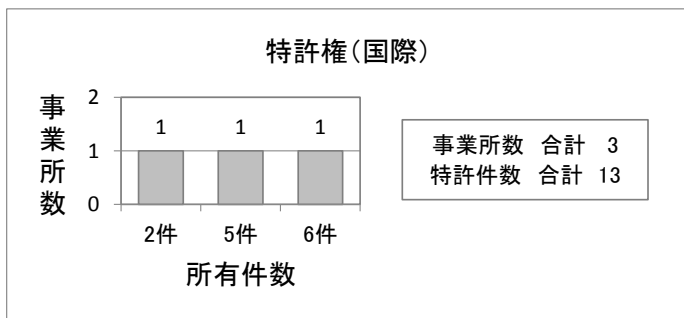 特許権（国際）
事業所数
2
1
0
1 1 1
2件 5件 6件
所有件数
事業所数 合計 3
特許件数 合計 13